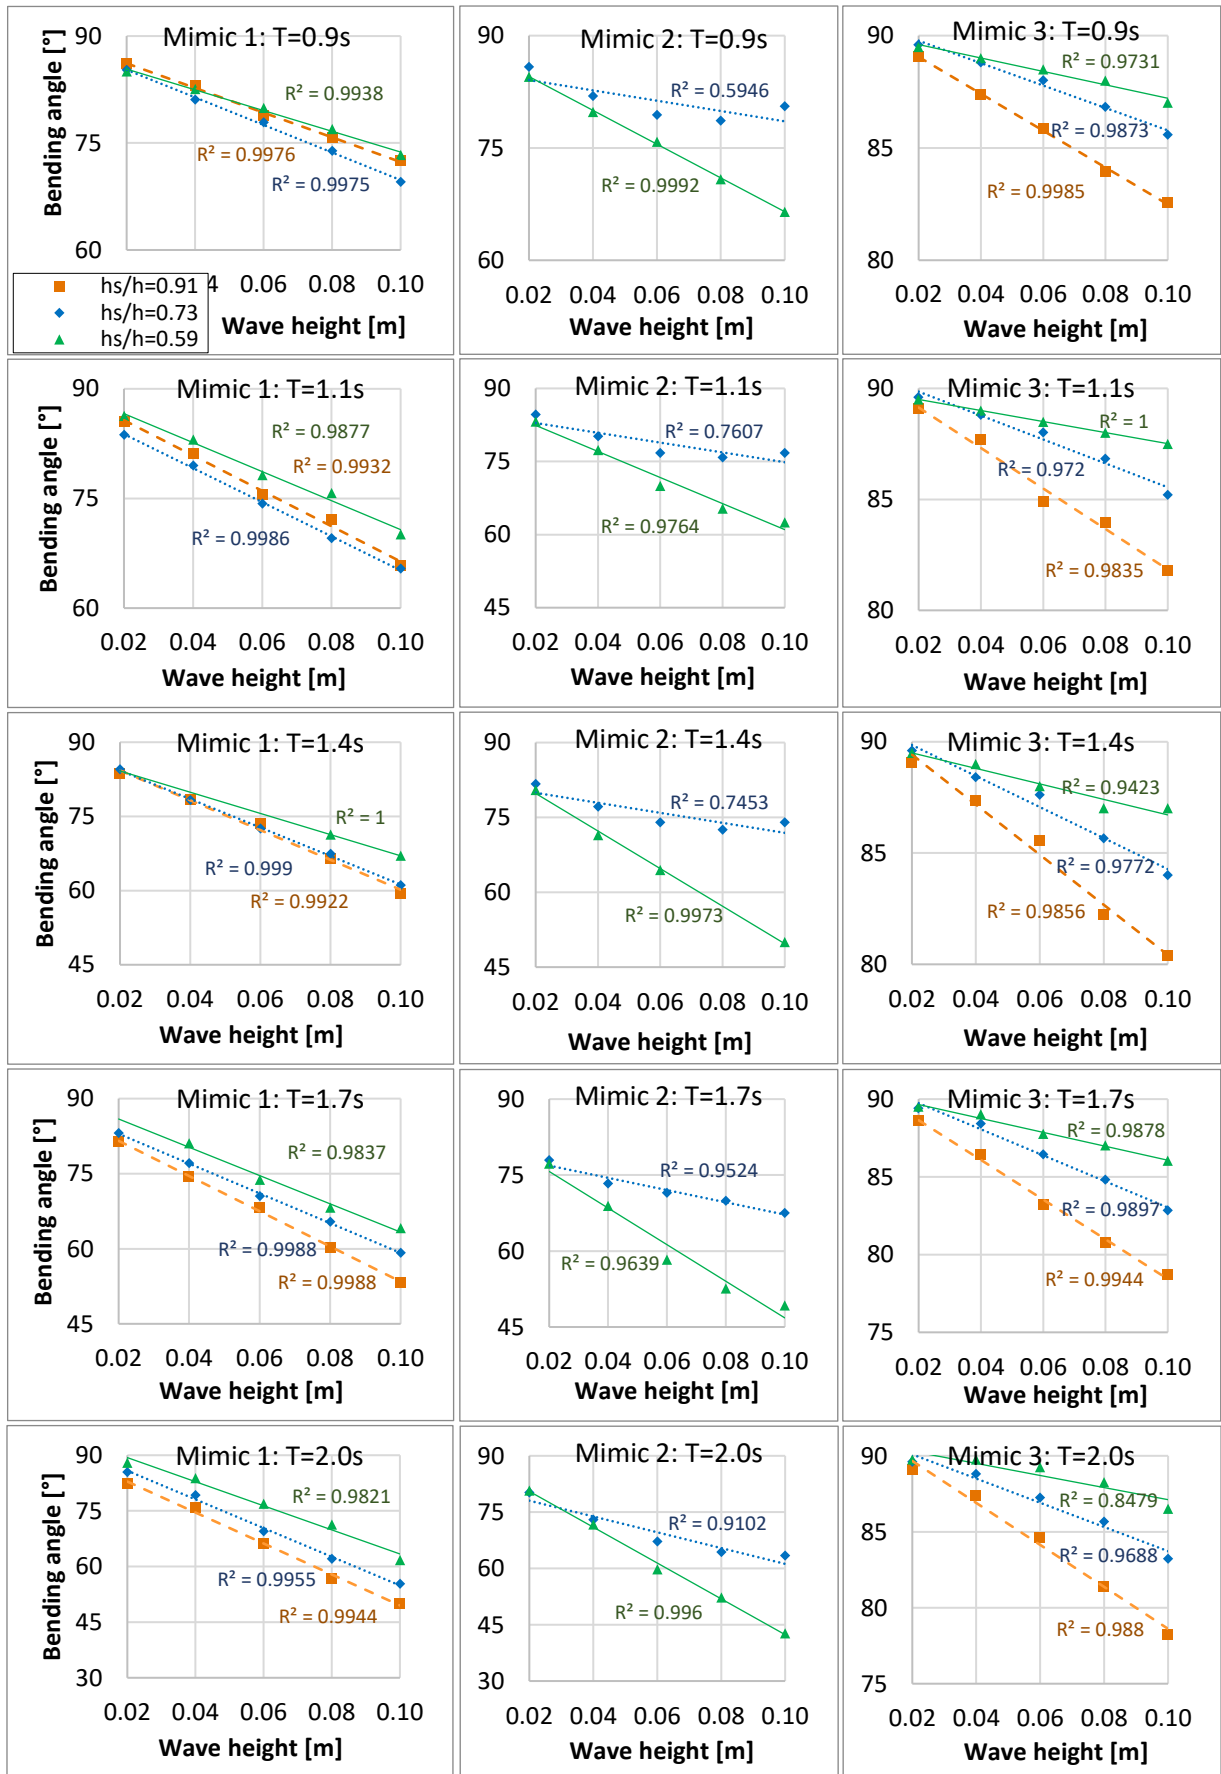 Mimic 1: T=0.9s
Bending angle [°]
90
75
60
R² = 0.9938
R² = 0.9976
R² = 0.9975
4 0.06 0.08 0.10
Wave height [m]
hs/h=0.91
hs/h=0.73
hs/h=0.59
Mimic 2: T=0.9s
90
75
60
R² = 0.5946
R² = 0.9992
0.02 0.04 0.06 0.08 0.10
Wave height [m]
Mimic 3: T=0.9s
90
85
80
R² = 0.9731
R² = 0.9873
R² = 0.9985
0.02 0.04 0.06 0.08 0.10
Wave height [m]
Mimic 1: T=1.1s
Bending angle [°]
90
75
60
R² = 0.9877
R² = 0.9932
R² = 0.9986
0.02 0.04 0.06 0.08 0.10
Wave height [m]
Mimic 2: T=1.1s
90
75
60
45
R² = 0.7607
R² = 0.9764
0.02 0.04 0.06 0.08 0.10
Wave height [m]
Mimic 3: T=1.1s
90
85
80
R² = 1
R² = 0.972
R² = 0.9835
0.02 0.04 0.06 0.08 0.10
Wave height [m]
Mimic 1: T=1.4s
Bending angle [°]
90
75
60
45
R² = 1
R² = 0.999
R² = 0.9922
0.02 0.04 0.06 0.08 0.10
Wave height [m]
Mimic 2: T=1.4s
90
75
60
45
R² = 0.7453
R² = 0.9973
0.02 0.04 0.06 0.08 0.10
Wave height [m]
Mimic 3: T=1.4s
90
85
80
R² = 0.9423
R² = 0.9772
R² = 0.9856
0.02 0.04 0.06 0.08 0.10
Wave height [m]
Mimic 1: T=1.7s
Bending angle [°]
90
75
60
45
R² = 0.9837
R² = 0.9988
R² = 0.9988
0.02 0.04 0.06 0.08 0.10
Wave height [m]
Mimic 2: T=1.7s
90
75
60
45
R² = 0.9524
R² = 0.9639
0.02 0.04 0.06 0.08 0.10
Wave height [m]
Mimic 3: T=1.7s
90
85
80
75
R² = 0.9878
R² = 0.9897
R² = 0.9944
0.02 0.04 0.06 0.08 0.10
Wave height [m]
Mimic 1: T=2.0s
Bending angle [°]
90
75
60
45
30
R² = 0.9821
R² = 0.9955
R² = 0.9944
0.02 0.04 0.06 0.08 0.10
Wave height [m]
Mimic 2: T=2.0s
90
75
60
45
30
R² = 0.9102
R² = 0.996
0.02 0.04 0.06 0.08 0.10
Wave height [m]
Mimic 3: T=2.0s
90
85
80
75
R² = 0.8479
R² = 0.9688
R² = 0.988
0.02 0.04 0.06 0.08 0.10
Wave height [m]